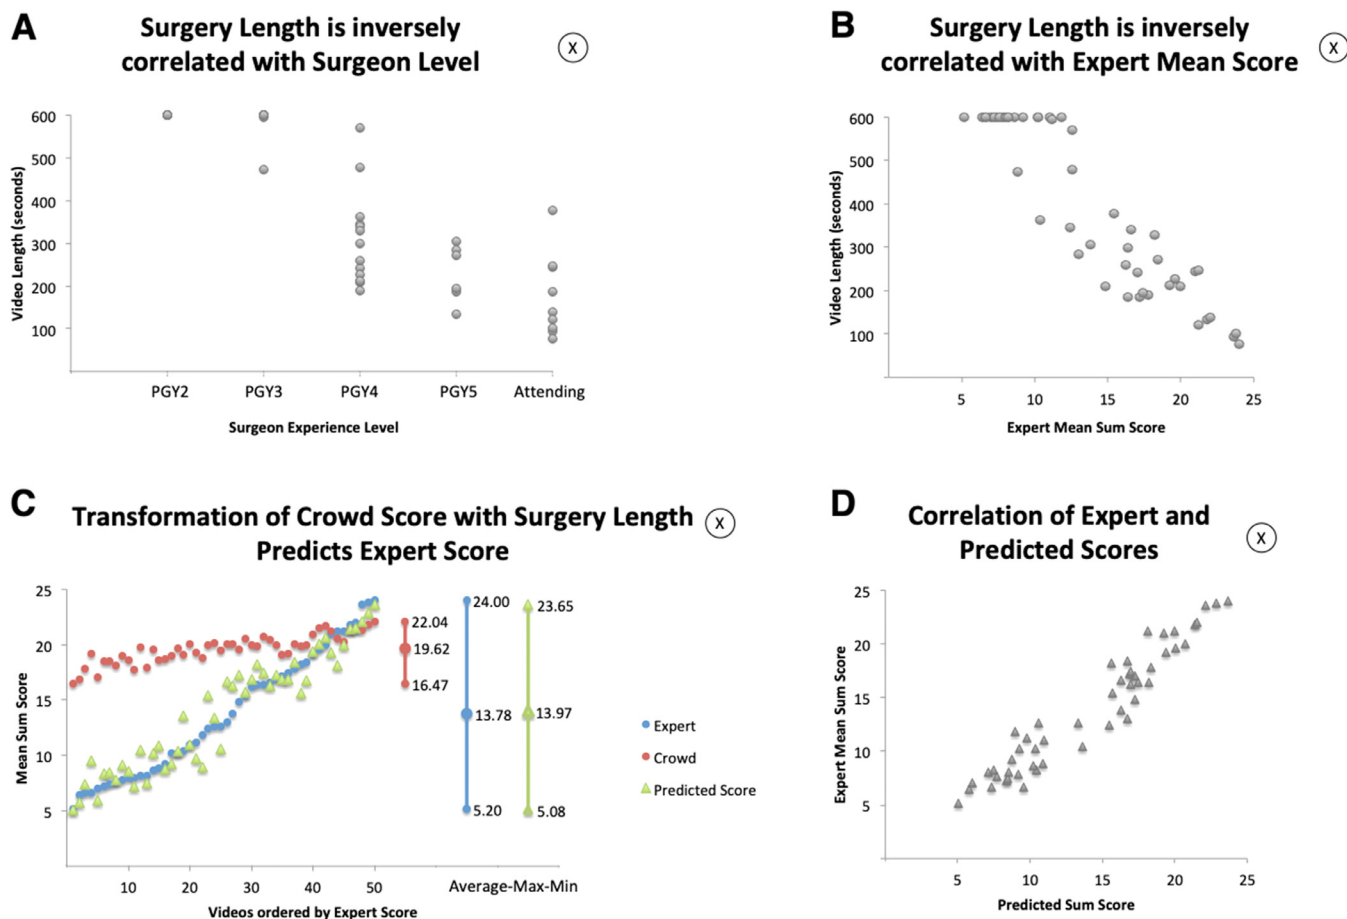 A
Surgery Length is inversely
correlated with Surgeon Level
X
600
500
400
300
200
100
Video Length (seconds)
PGY2 PGY3 PGY4 PGY5 Attending
Surgeon Experience Level
B
Surgery Length is inversely
correlated with Expert Mean Score
X
600
500
400
300
200
100
Video Length (seconds)
5 10 15 20 25
Expert Mean Sum Score
C
Transformation of Crowd Score with Surgery Length
Predicts Expert Score
X
25
20
15
10
5
Mean Sum Score
22.04
19.62
16.47
24.00
13.78
5.20
23.65
13.97
5.08
Expert
Crowd
Predicted Score
10 20 30 40 50 Average-Max-Min
Videos ordered by Expert Score
D
Correlation of Expert and
Predicted Scores
X
25
20
15
10
5
Expert Mean Sum Score
5 10 15 20 25
Predicted Sum Score